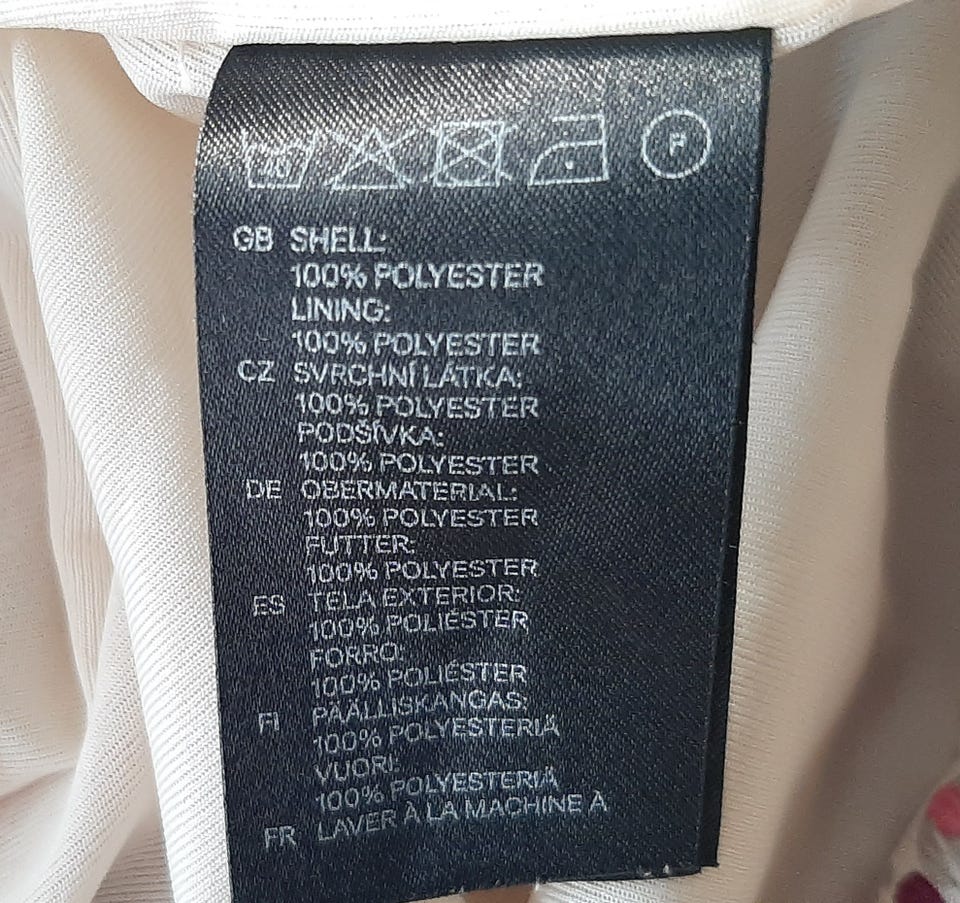 40
P
GB SHELL:
100% POLYESTER
LINING:
100% POLYESTER
CZ SVRCHNÍ LÁTKA:
100% POLYESTER
PODŠÍVKA:
100% POLYESTER
DE OBERMATERIAL:
100% POLYESTER
FUTTER:
100% POLYESTER
ES TELA EXTERIOR:
100% POLIÉSTER
FORRO:
100% POLIÉSTER
FI PÄÄLLISKANGAS:
100% POLYESTERIÄ
VUORI:
100% POLYESTERIÄ
FR LAVER À LA MACHINE À